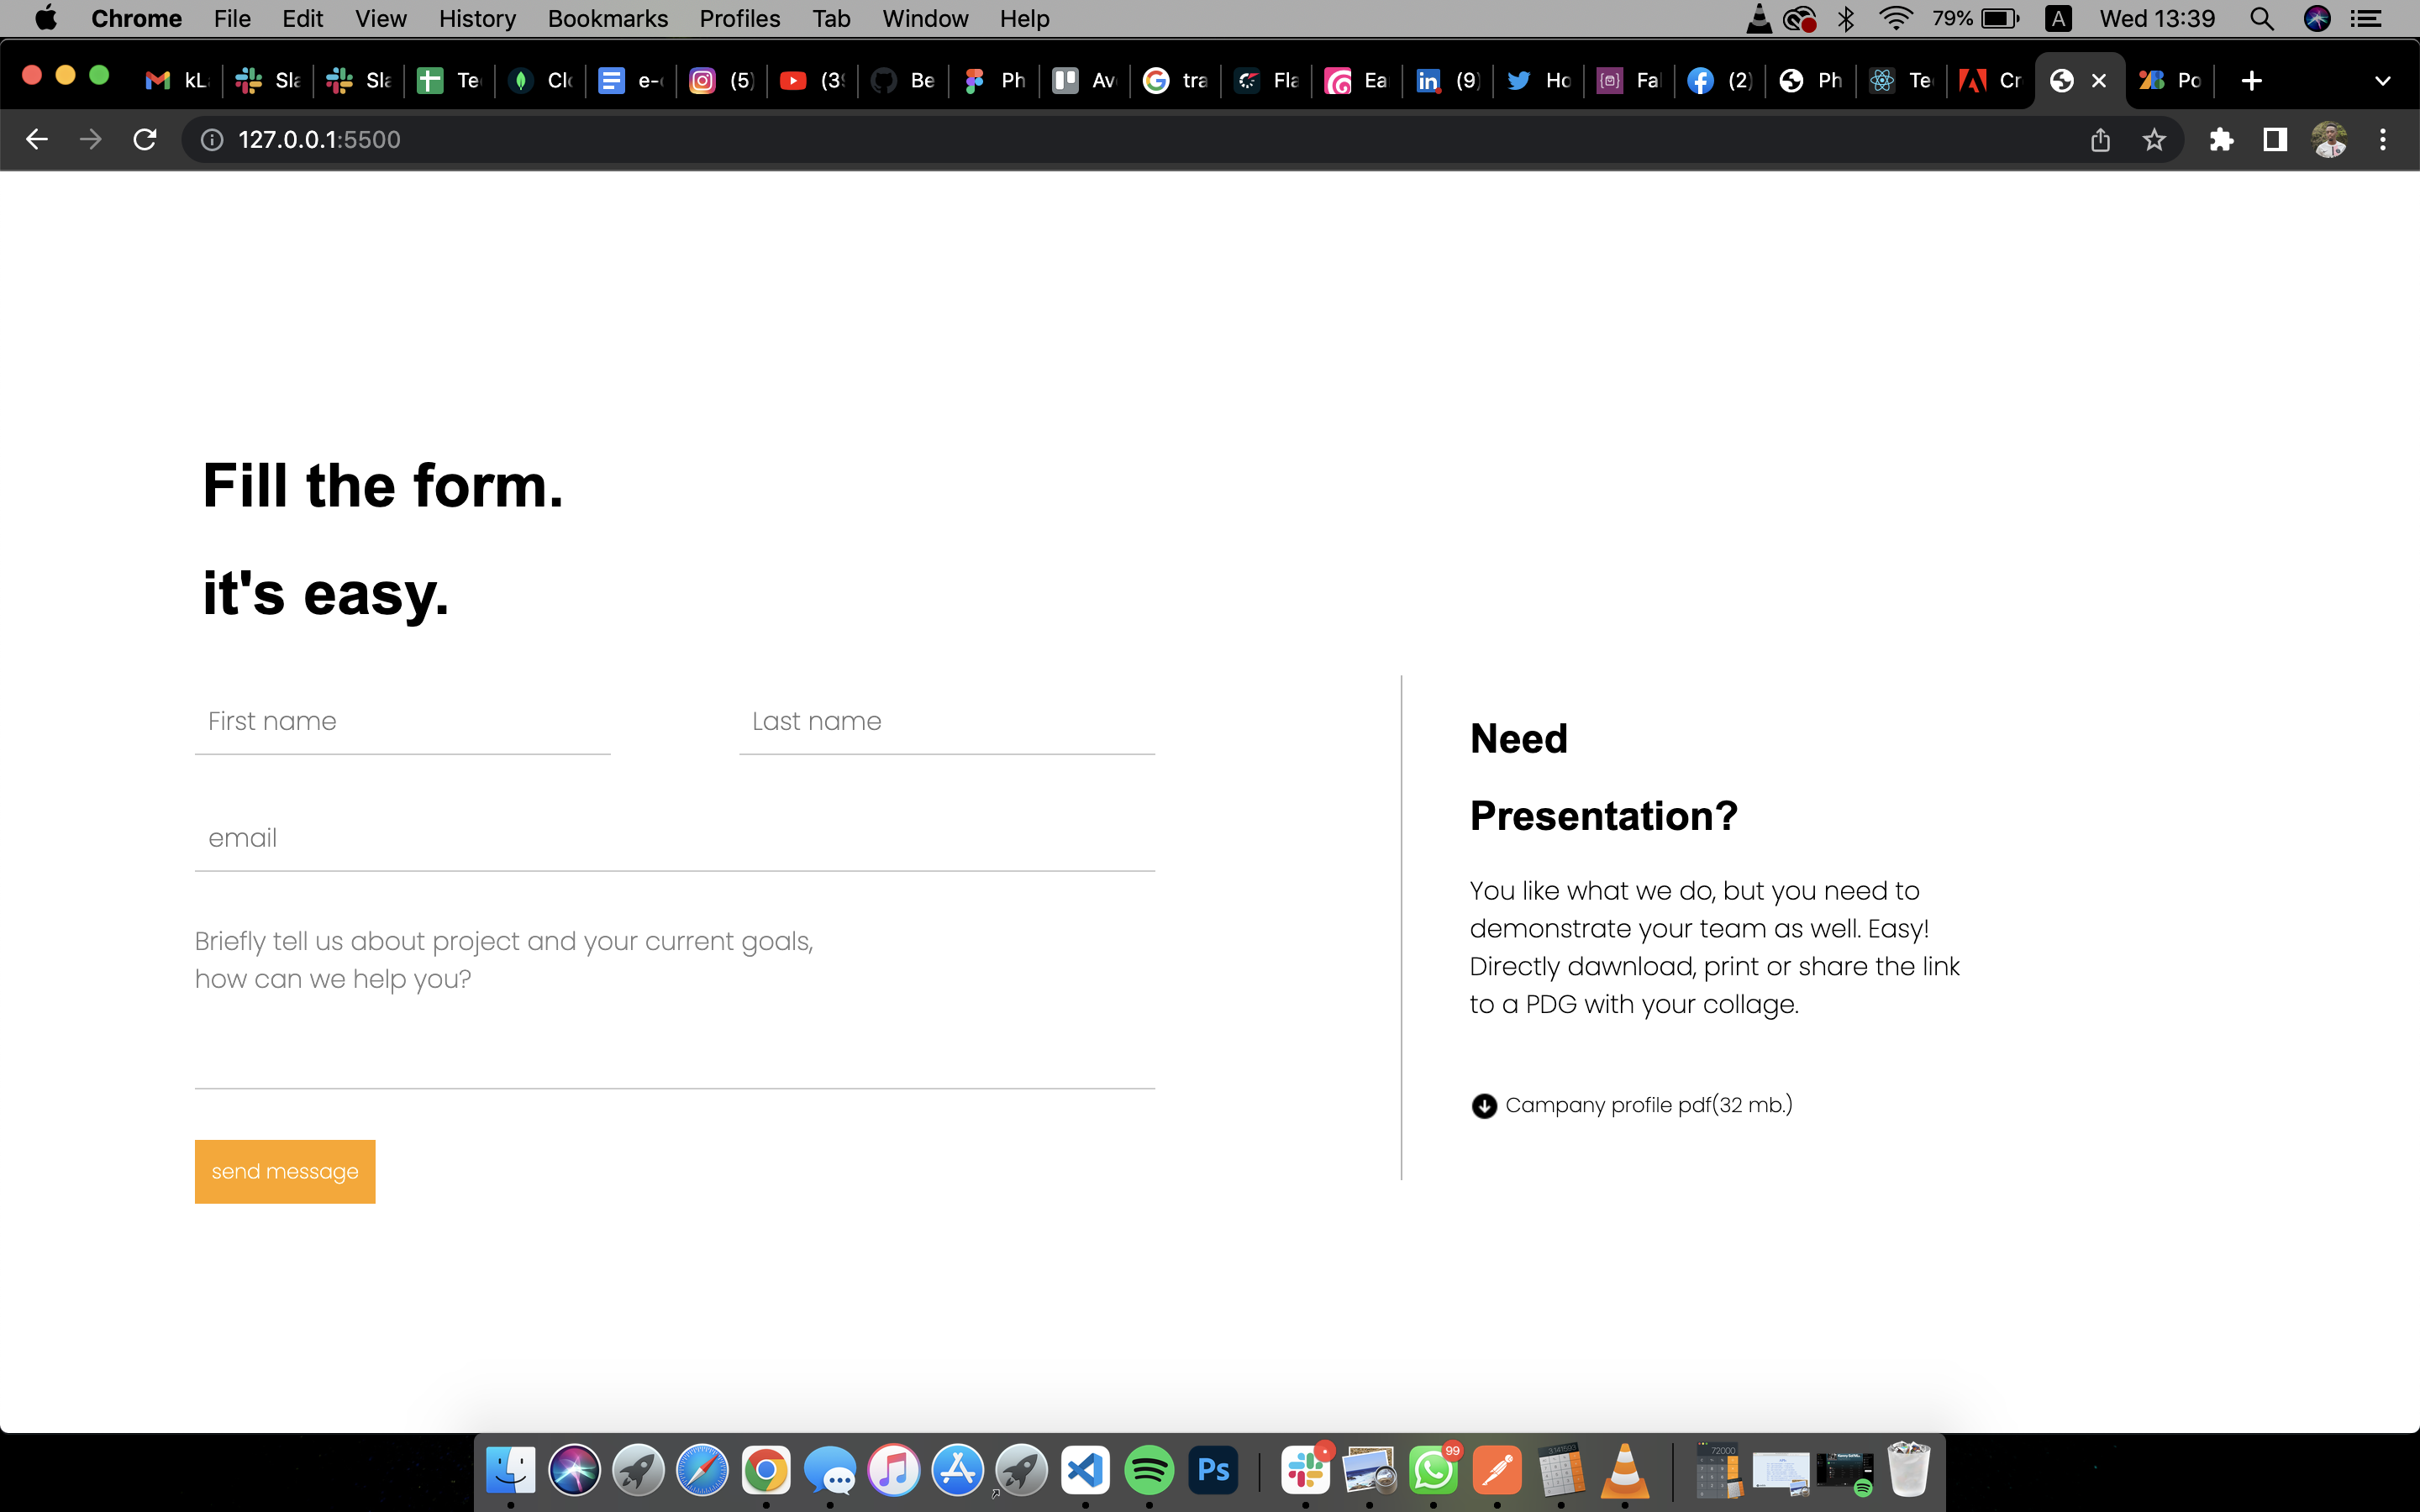 Chrome File Edit View History Bookmarks Profiles Tab Window Help 79% A Wed 13:39
kL Sla Sla Te Clo e- (5) (39 Be Ph Av tra Fla Ea (9) Ho Fal (2) Ph Te Cr Po
127.0.0.1:5500
Fill the form.
it's easy.
First name Last name
email
Briefly tell us about project and your current goals,
how can we help you?
send message
Need
Presentation?
You like what we do, but you need to
demonstrate your team as well. Easy!
Directly dawnload, print or share the link
to a PDG with your collage.
Campany profile pdf(32 mb.)
Ps 99 72000